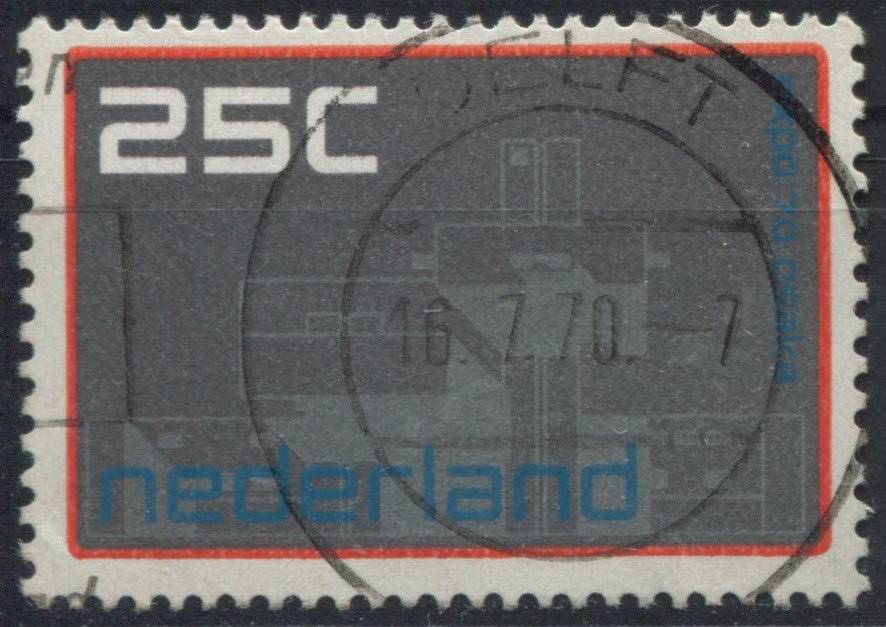 25C
expo '70 osaka
nederland
DELFT
16.7.70.-7